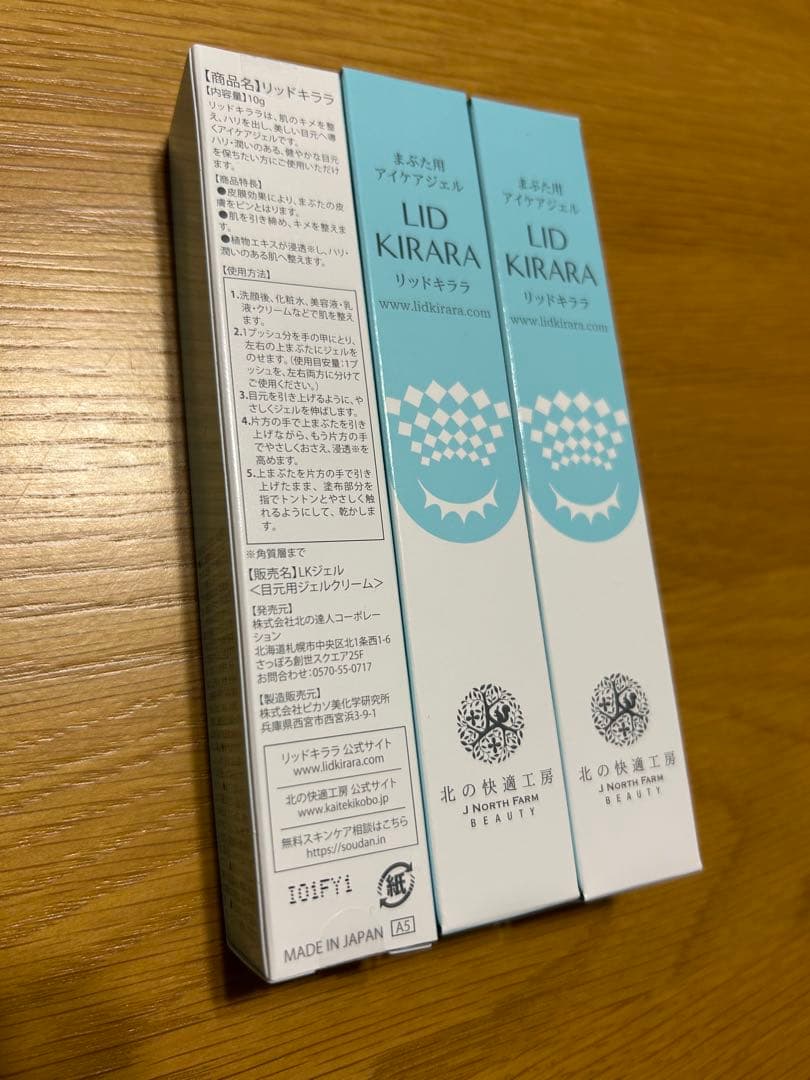 【商品名】リッドキララ
【内容量】10g
リッドキララは、肌のキメを整
え、ハリを出し、美しい目元へ導
くアイケアジェルです。
ハリ・潤いのある、健やかな目元
を保ちたい方にご使用いただけ
ます。
【商品特長】
●皮膜効果により、まぶたの皮
膚をピンとはります。
●肌を引き締め、キメを整えま
す。
●植物エキスが浸透※し、ハリ・
潤いのある肌へ整えます。
【使用方法】
1.洗顔後、化粧水、美容液・乳
液・クリームなどで肌を整え
ます。
2.1プッシュ分を手の甲にとり、
左右の上まぶたにジェルを
のせます。(使用目安量:1プ
ッシュを、左右両方に分けて
ご使用ください。)
3.目元を引き上げるように、や
さしくジェルを伸ばします。
4.片方の手で上まぶたを引き
上げながら、もう片方の手
でやさしくおさえ、浸透※を
高めます。
5.上まぶたを片方の手で引き
上げたまま、塗布部分を
指でトントンとやさしく触
れるようにして、乾かしま
す。
※角質層まで
【販売名】LKジェル
<目元用ジェルクリーム>
【発売元】
株式会社北の達人コーポレー
ション
北海道札幌市中央区北1条西1-6
さっぽろ創世スクエア25F
お問合わせ:0570-55-0717
【製造販売元】
株式会社ピカソ美化学研究所
兵庫県西宮市西宮浜3-9-1
リッドキララ 公式サイト
www.lidkirara.com
北の快適工房 公式サイト
www.kaitekikobo.jp
無料スキンケア相談はこちら
https://soudan.in
I01FY1
紙
MADE IN JAPAN A5
まぶた用
アイケアジェル
LID
KIRARA
リッドキララ
www.lidkirara.com
北の快適工房
J NORTH FARM
BEAUTY
まぶた用
アイケアジェル
LID
KIRARA
リッドキララ
www.lidkirara.com
北の快適工房
J NORTH FARM
BEAUTY